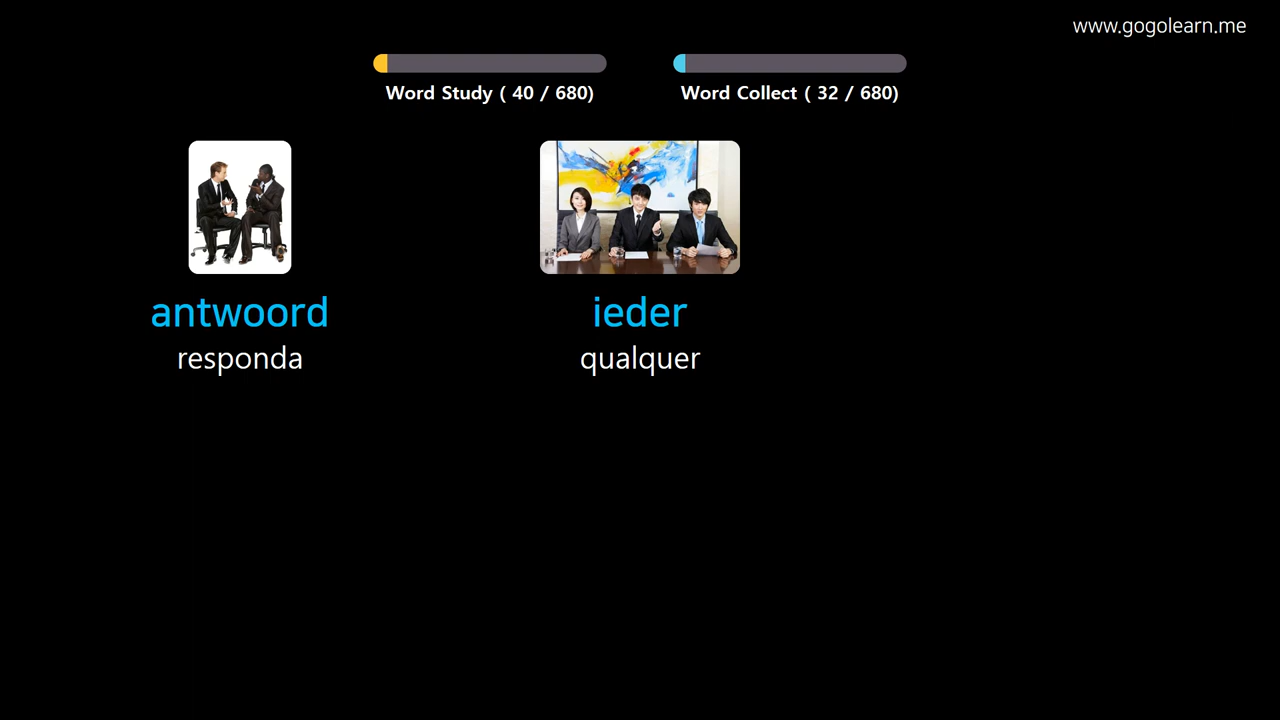 www.gogolearn.me
Word Study ( 40 / 680)
Word Collect ( 32 / 680)
antwoord
ieder
responda
qualquer